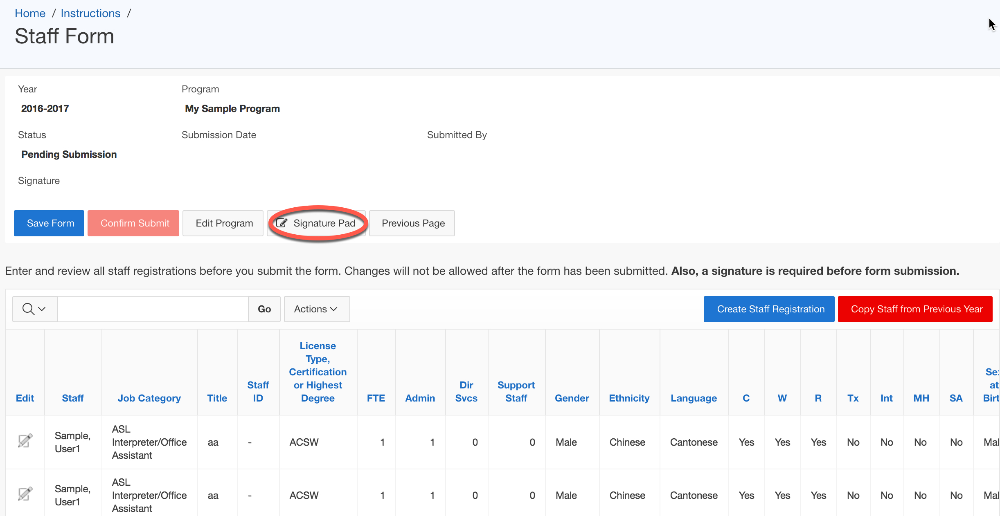 Home / Instructions /
Staff Form
Year Program
2016-2017 My Sample Program
Status Submission Date Submitted By
Pending Submission
Signature
Save Form Confirm Submit Edit Program Signature Pad Previous Page
Enter and review all staff registrations before you submit the form. Changes will not be allowed after the form has been submitted. Also, a signature is required before form submission.
Go Actions Create Staff Registration Copy Staff from Previous Year
Edit
Staff
Job Category
Title
Staff
ID
License
Type,
Certification
or Highest
Degree
FTE
Admin
Dir
Svcs
Support
Staff
Gender
Ethnicity
Language
C
W
R
Tx
Int
MH
SA
at
Sample,
User1
ASL
Interpreter/Office
Assistant
aa
-
ACSW
1
1
0
0
Male
Chinese
Cantonese
Yes
Yes
Yes
No
No
No
No
Sample,
User1
ASL
Interpreter/Office
Assistant
aa
-
ACSW
1
1
0
0
Male
Chinese
Cantonese
Yes
Yes
Yes
No
No
No
No